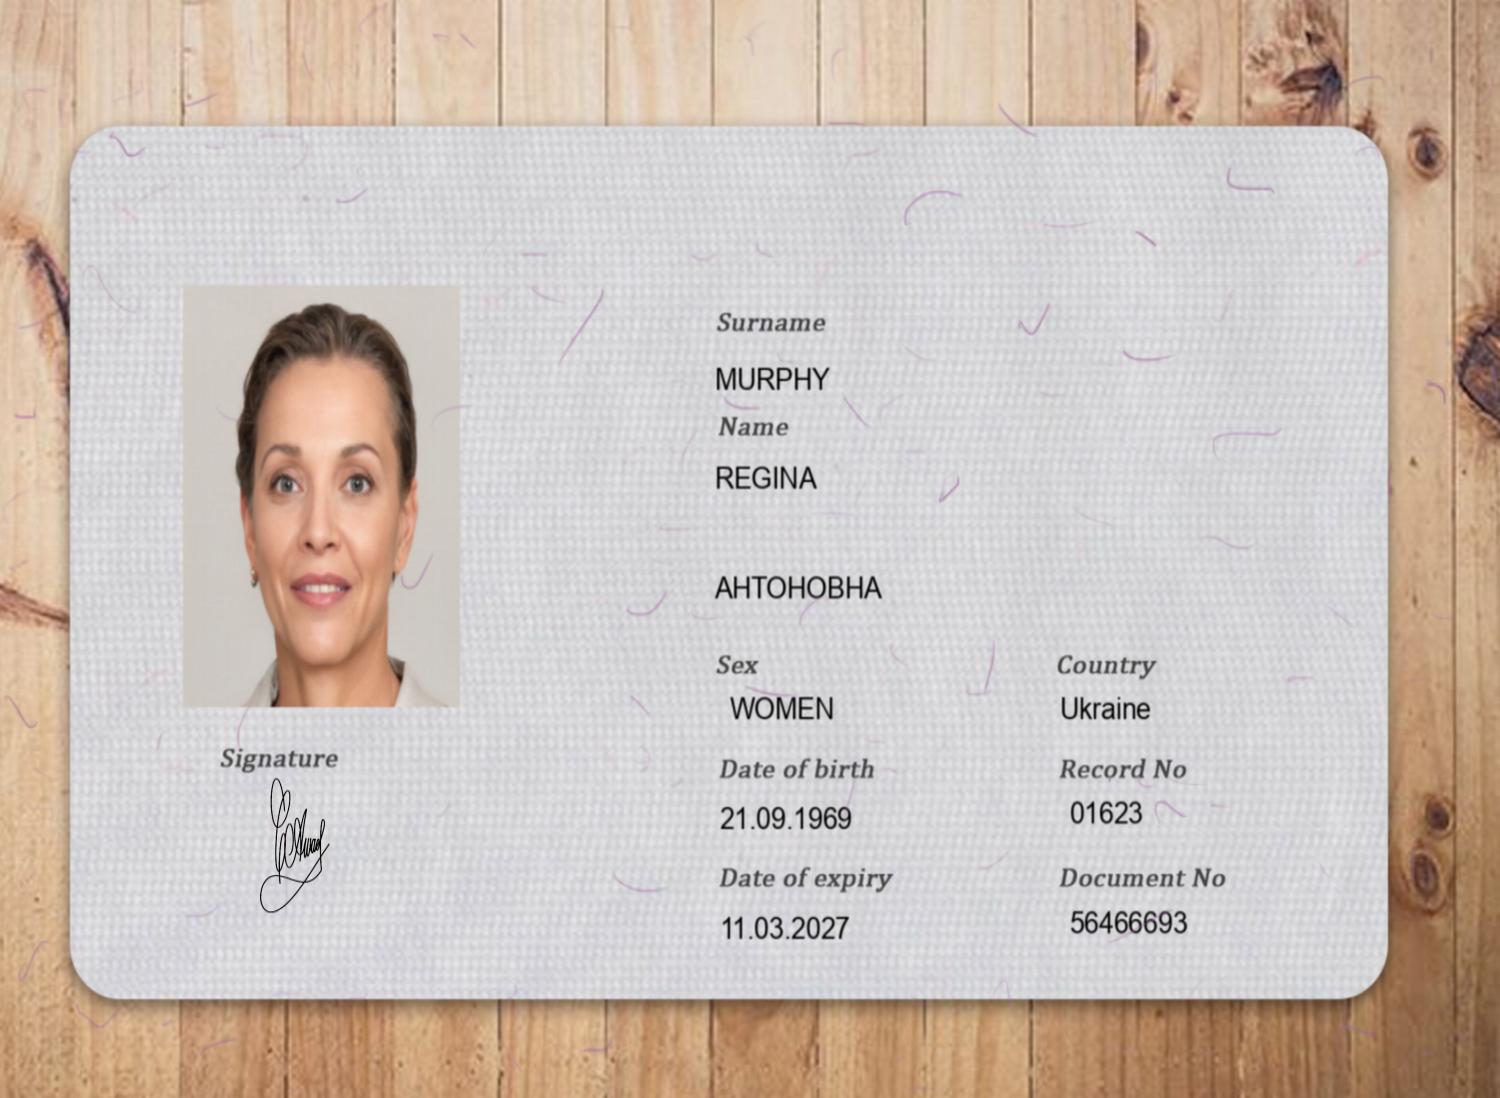 Surname
MURPHY
Name
REGINA
AHTOHOBHA
Sex Country
WOMEN Ukraine
Signature
Date of birth Record No
21.09.1969 01623
Date of expiry Document No
11.03.2027 56466693